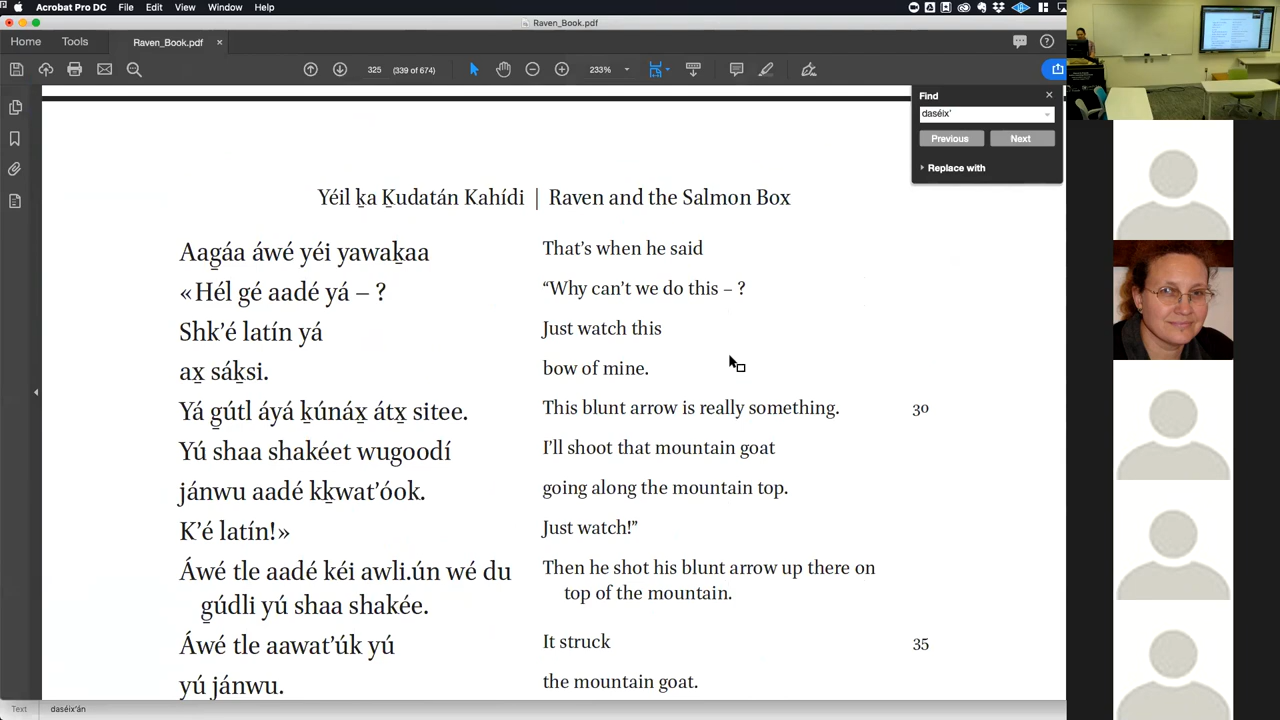 Acrobat Pro DC File Edit View Window Help
Raven_Book.pdf
Home Tools Raven_Book.pdf ×
325 (339 of 674) 233%
Find
daséix'
Previous Next
Replace with
Yéil ḵa Ḵudatán Kahídi | Raven and the Salmon Box
Aag̱áa áwé yéi yawaḵaa That’s when he said
«Hél gé aadé yá – ? “Why can’t we do this – ?
Shk’é latín yá Just watch this
ax̱ sáḵsi. bow of mine.
Yá g̱útl áyá ḵúnáx̱ átx̱ sitee. This blunt arrow is really something. 30
Yú shaa shakéet wugoodí I’ll shoot that mountain goat
jánwu aadé kḵwat’óok. going along the mountain top.
K’é latín!» Just watch!”
Áwé tle aadé kéi awli.ún wé du Then he shot his blunt arrow up there on
g̱údli yú shaa shakée. top of the mountain.
Áwé tle aawat’úk yú It struck 35
yú jánwu. the mountain goat.
Text daséix’án